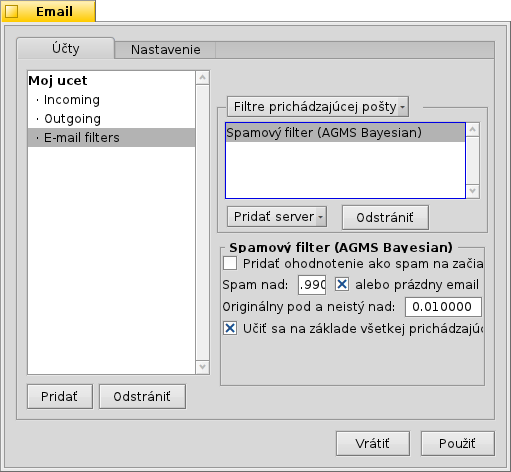 Email
Účty
Nastavenie
Moj ucet
· Incoming
· Outgoing
· E-mail filters
Filtre prichádzajúcej pošty
Spamový filter (AGMS Bayesian)
Pridať server
Odstrániť
Spamový filter (AGMS Bayesian)
Pridať ohodnotenie ako spam na začia
Spam nad: .990 alebo prázdny email
Originálny pod a neistý nad: 0.010000
Učiť sa na základe všetkej prichádzajúc
Pridať
Odstrániť
Vrátiť
Použiť